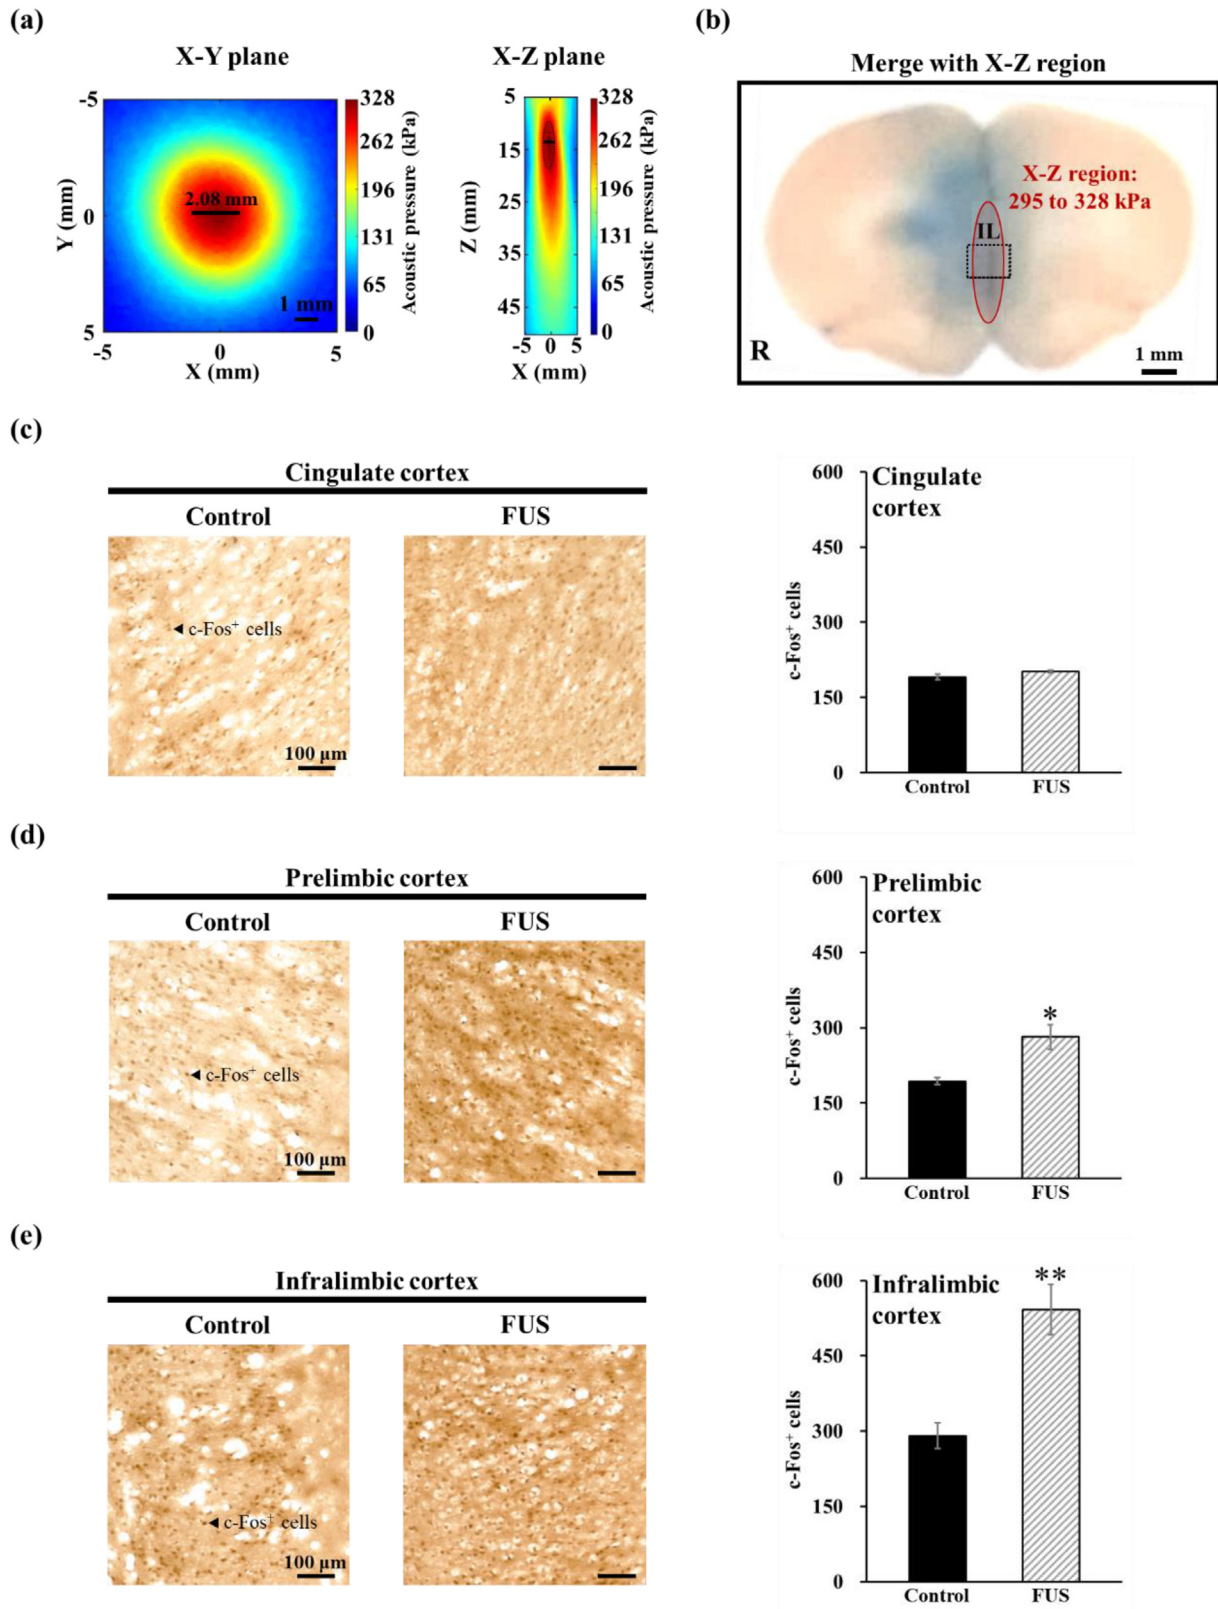 (a)
X-Y plane
-5
0
5
Y (mm)
2.08 mm
1 mm
-5
0
5
X (mm)
328
262
196
131
65
0
Acoustic pressure (kPa)
X-Z plane
5
15
25
35
45
Z (mm)
-5 0 5
X (mm)
328
262
196
131
65
0
Acoustic pressure (kPa)
(b)
Merge with X-Z region
X-Z region:
295 to 328 kPa
IL
R
1 mm
(c)
Cingulate cortex
Control
FUS
c-Fos+ cells
100 μm
Cingulate
cortex
600
450
300
150
0
c-Fos+ cells
Control
FUS
(d)
Prelimbic cortex
Control
FUS
c-Fos+ cells
100 μm
Prelimbic
cortex
600
450
300
150
0
c-Fos+ cells
*
Control
FUS
(e)
Infralimbic cortex
Control
FUS
c-Fos+ cells
100 μm
Infralimbic
cortex
600
450
300
150
0
c-Fos+ cells
**
Control
FUS